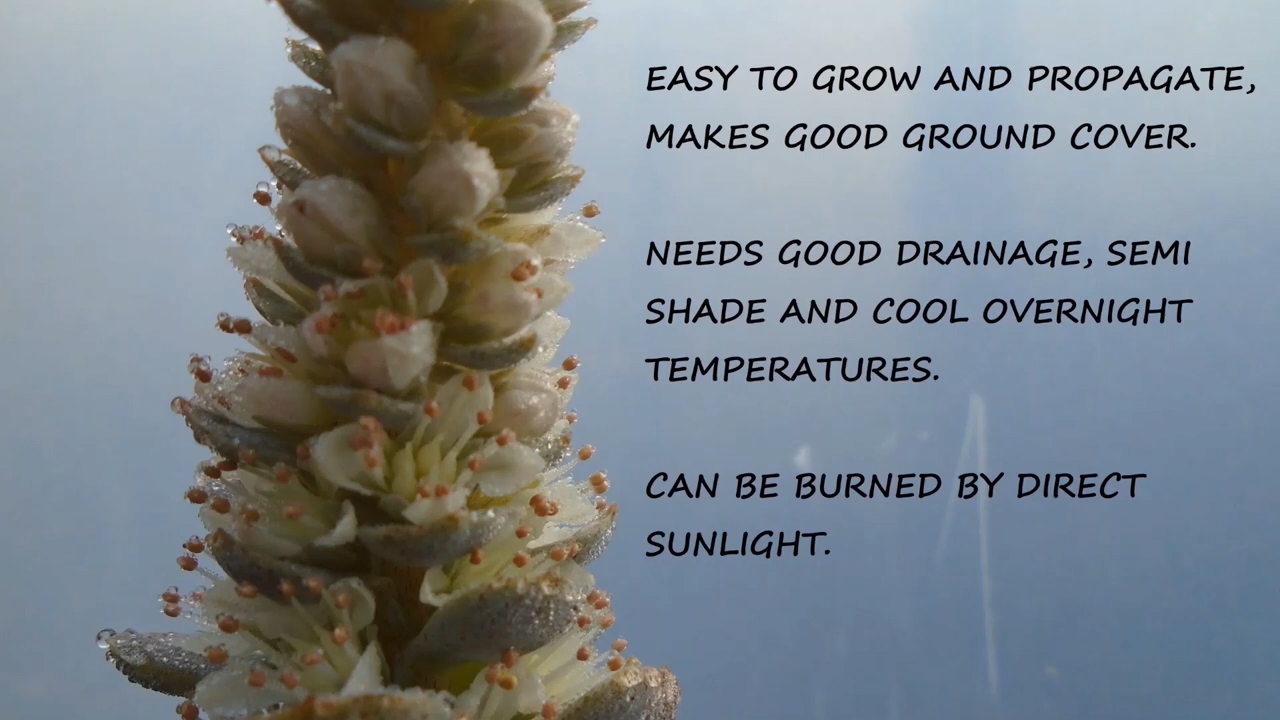 EASY TO GROW AND PROPAGATE,
MAKES GOOD GROUND COVER.
NEEDS GOOD DRAINAGE, SEMI
SHADE AND COOL OVERNIGHT
TEMPERATURES.
CAN BE BURNED BY DIRECT
SUNLIGHT.